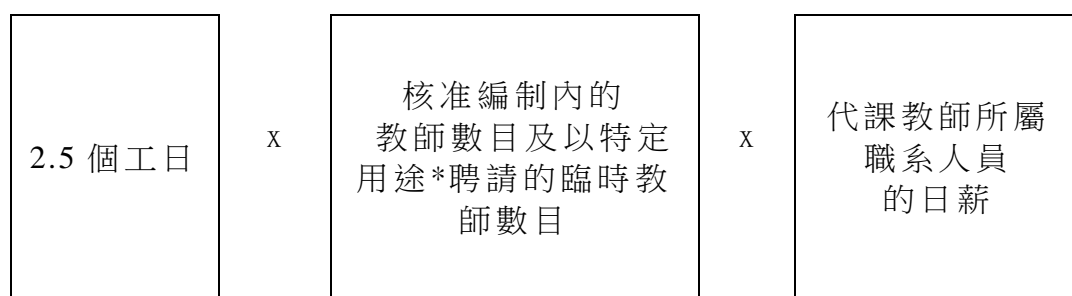 2.5 個工日
x
核准編制內的
教師數目及以特定
用途*聘請的臨時教
師數目
x
代課教師所屬
職系人員
的日薪